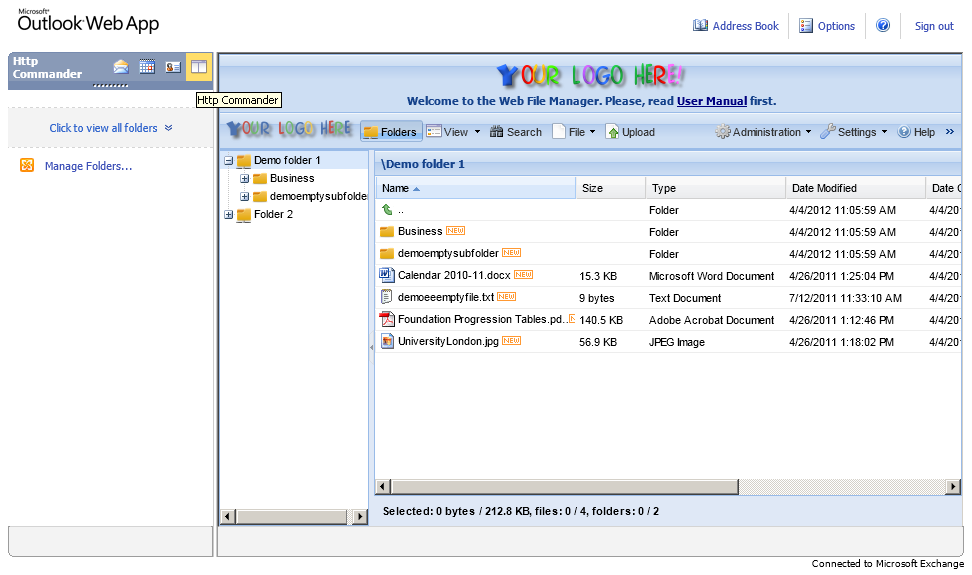 Microsoft®
Outlook Web App
Address Book
Options
Sign out
Http
Commander
Http Commander
Click to view all folders
Manage Folders...
YOUR LOGO HERE!
Welcome to the Web File Manager. Please, read User Manual first.
YOUR LOGO HERE
Folders
View
Search
File
Upload
Administration
Settings
Help
»
Demo folder 1
Business
demoemptysubfolde
Folder 2
\Demo folder 1
Name Size Type Date Modified Date C
.. Folder 4/4/2012 11:05:59 AM 4/4/20
Business NEW Folder 4/4/2012 11:05:59 AM 4/4/20
demoemptysubfolder NEW Folder 4/4/2012 11:05:59 AM 4/4/20
Calendar 2010-11.docx NEW 15.3 KB Microsoft Word Document 4/26/2011 1:25:04 PM 4/4/20
demoeeemptyfile.txt NEW 9 bytes Text Document 7/12/2011 11:33:10 AM 4/4/20
Foundation Progression Tables.pd.. 140.5 KB Adobe Acrobat Document 4/26/2011 1:12:46 PM 4/4/20
UniversityLondon.jpg NEW 56.9 KB JPEG Image 4/26/2011 1:18:02 PM 4/4/20
Selected: 0 bytes / 212.8 KB, files: 0 / 4, folders: 0 / 2
Connected to Microsoft Exchange